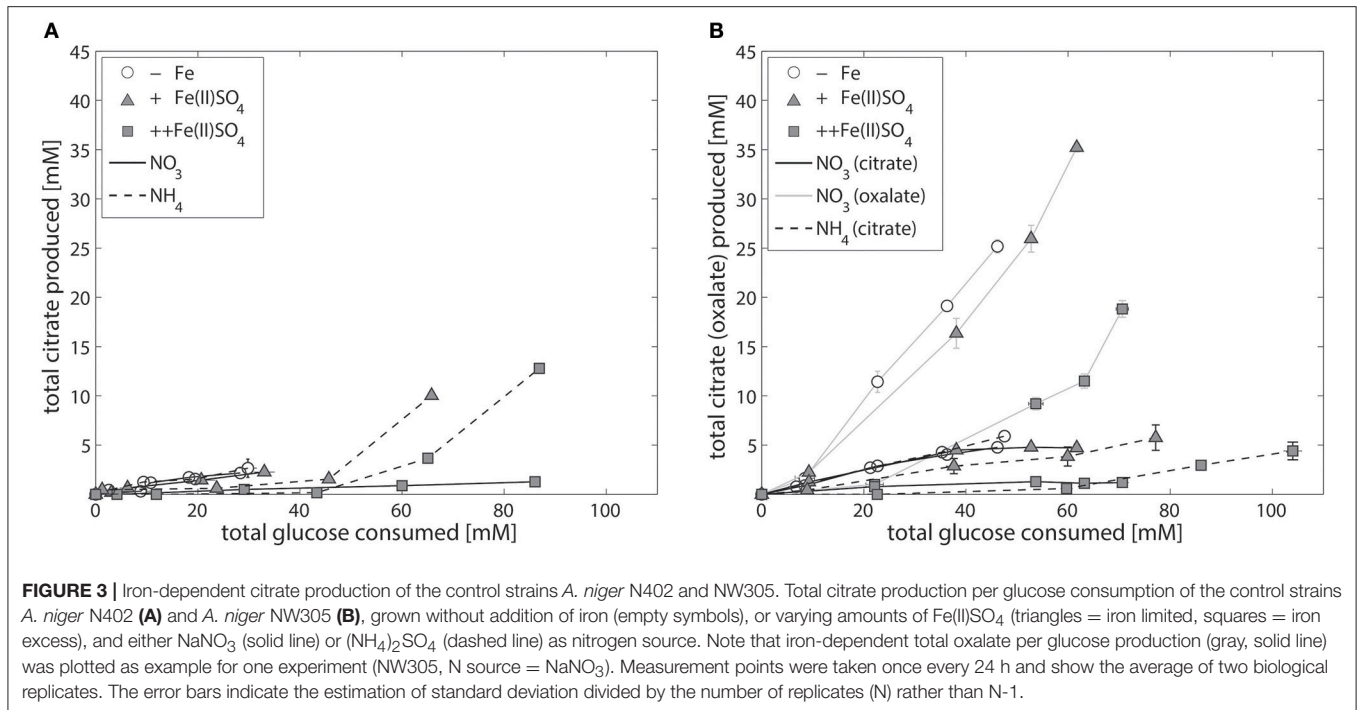 A
45
40
35
30
25
20
15
10
5
0
20
40
60
80
100
total citrate produced [mM]
total glucose consumed [mM]
– Fe
+ Fe(II)SO4
++Fe(II)SO4
NO3
NH4
B
45
40
35
30
25
20
15
10
5
0
20
40
60
80
100
total citrate (oxalate) produced [mM]
total glucose consumed [mM]
– Fe
+ Fe(II)SO4
++Fe(II)SO4
NO3 (citrate)
NO3 (oxalate)
NH4 (citrate)
FIGURE 3 | Iron-dependent citrate production of the control strains A. niger N402 and NW305. Total citrate production per glucose consumption of the control strains
A. niger N402 (A) and A. niger NW305 (B), grown without addition of iron (empty symbols), or varying amounts of Fe(II)SO4 (triangles = iron limited, squares = iron
excess), and either NaNO3 (solid line) or (NH4)2SO4 (dashed line) as nitrogen source. Note that iron-dependent total oxalate per glucose production (gray, solid line)
was plotted as example for one experiment (NW305, N source = NaNO3). Measurement points were taken once every 24 h and show the average of two biological
replicates. The error bars indicate the estimation of standard deviation divided by the number of replicates (N) rather than N-1.